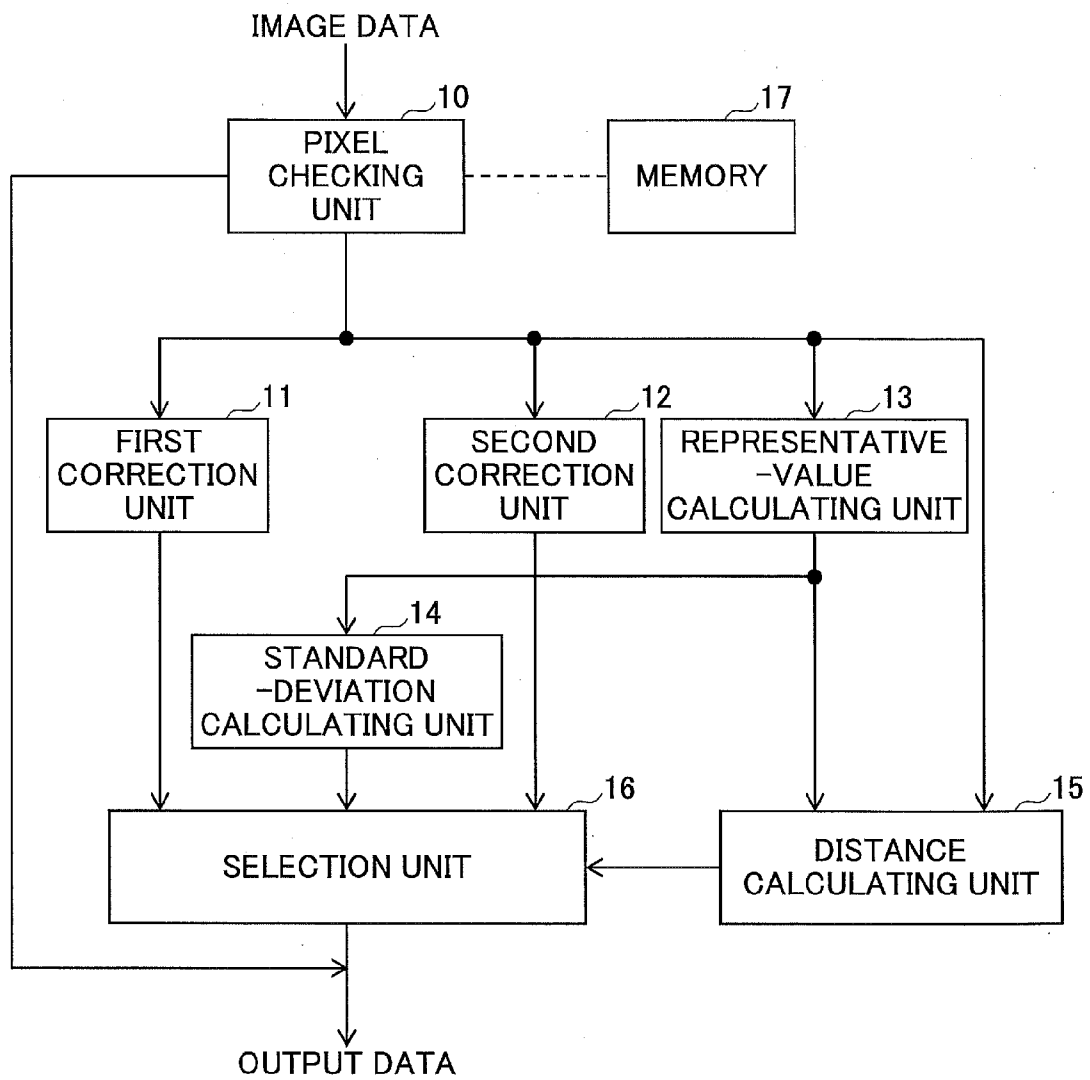 IMAGE DATA
10
PIXEL
CHECKING
UNIT
17
MEMORY
11
FIRST
CORRECTION
UNIT
12
SECOND
CORRECTION
UNIT
13
REPRESENTATIVE
-VALUE
CALCULATING UNIT
14
STANDARD
-DEVIATION
CALCULATING UNIT
16
SELECTION UNIT
15
DISTANCE
CALCULATING UNIT
OUTPUT DATA